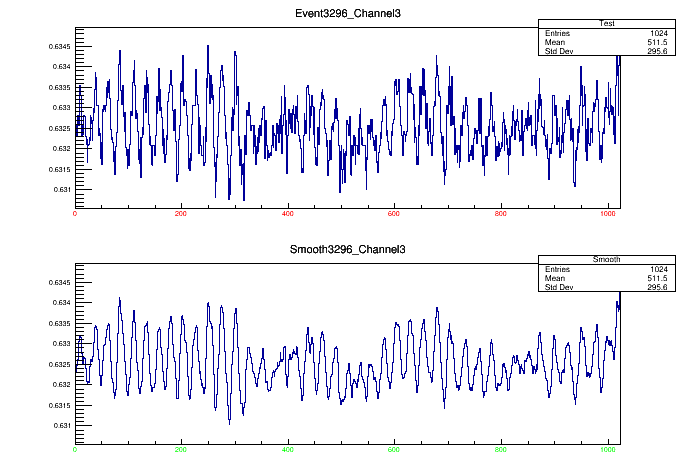 Event3296_Channel3
Test
Entries 1024
Mean 511.5
Std Dev 295.6
0.6345
0.634
0.6335
0.633
0.6325
0.632
0.6315
0.631
0 200 400 600 800 1000
Smooth3296_Channel3
Smooth
Entries 1024
Mean 511.5
Std Dev 295.6
0.6345
0.634
0.6335
0.633
0.6325
0.632
0.6315
0.631
0 200 400 600 800 1000